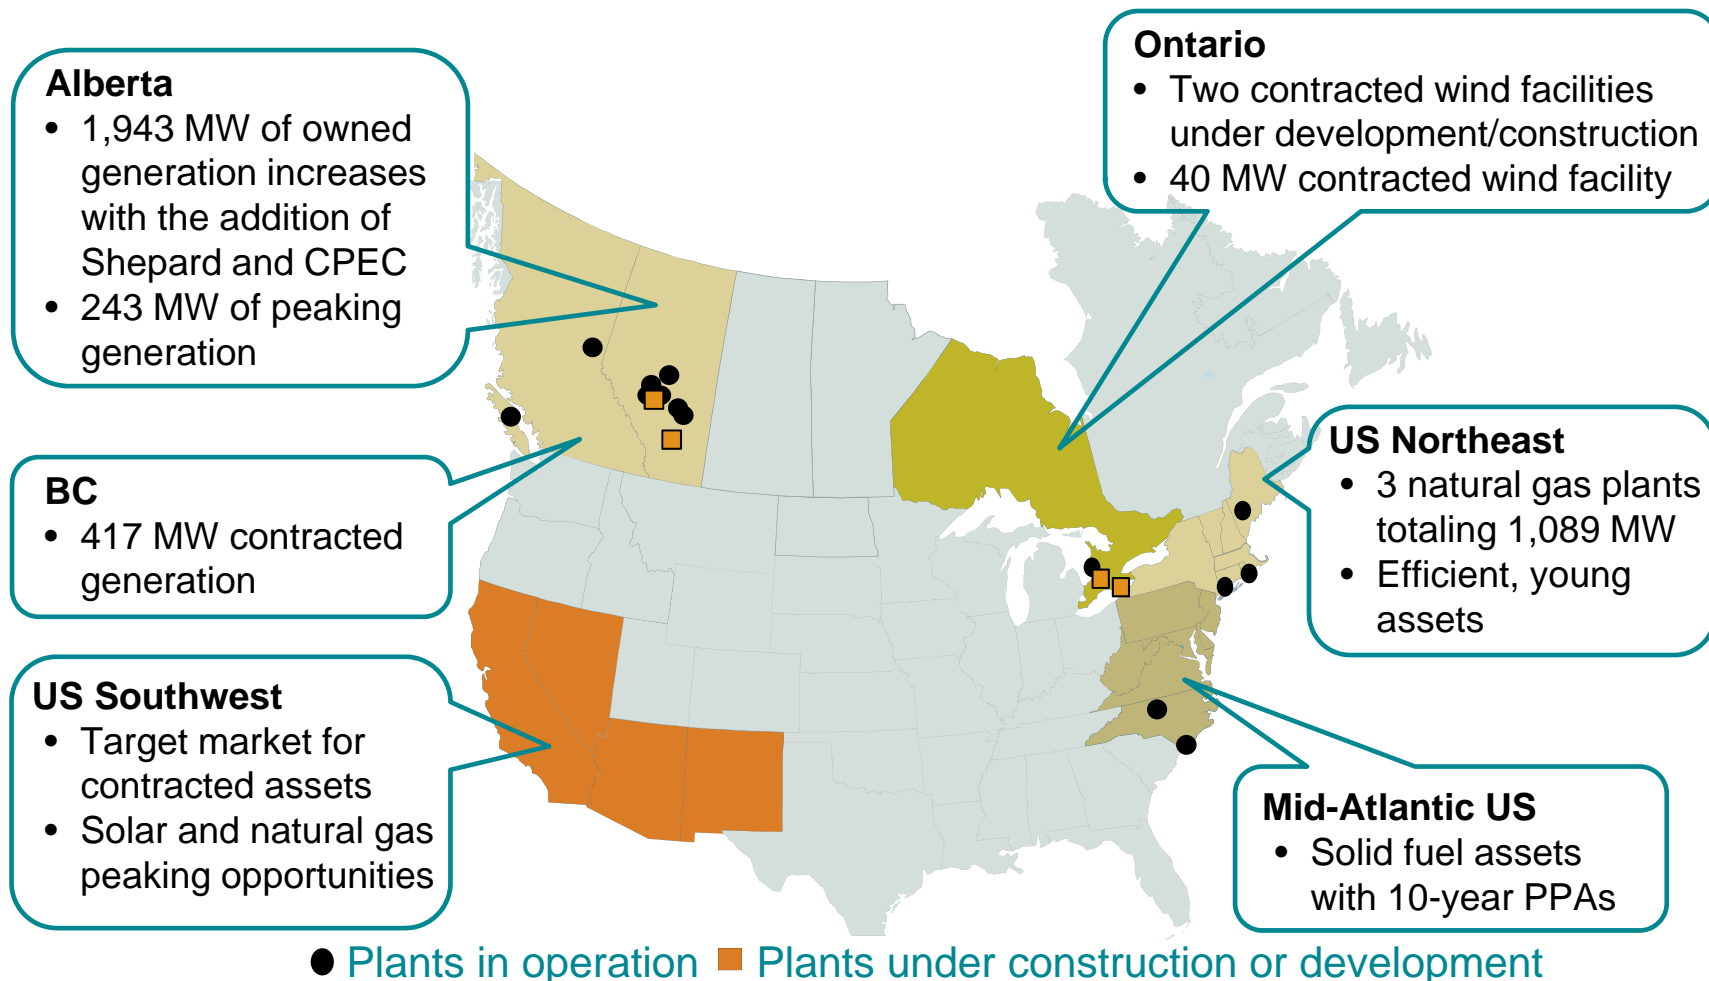 Alberta
• 1,943 MW of owned
generation increases
with the addition of
Shepard and CPEC
• 243 MW of peaking
generation
BC
• 417 MW contracted
generation
US Southwest
• Target market for
contracted assets
• Solar and natural gas
peaking opportunities
Ontario
• Two contracted wind facilities
under development/construction
• 40 MW contracted wind facility
US Northeast
• 3 natural gas plants
totaling 1,089 MW
• Efficient, young
assets
Mid-Atlantic US
• Solid fuel assets
with 10-year PPAs
Plants in operation
Plants under construction or development